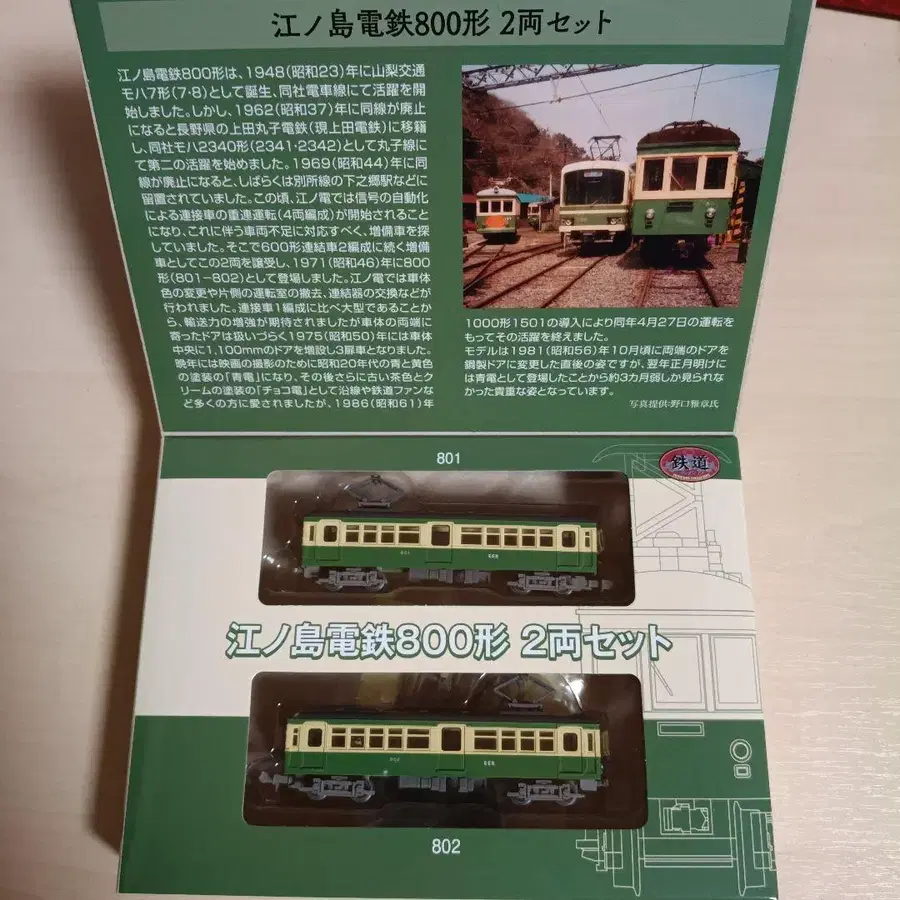 江ノ島電鉄800形 2両セット
江ノ島電鉄800形は、1948(昭和23)年に山梨交通
モハ7形(7・8)として誕生、同社電車線にて活躍を開
始しました。しかし、1962(昭和37)年に同線が廃止
になると長野県の上田丸子電鉄(現上田電鉄)に移籍
し、同社モハ2340形(2341・2342)として丸子線に
て第二の活躍を始めました。1969(昭和44)年に同
線が廃止になると、しばらくは別所線の下之郷駅などに
留置されていました。この頃、江ノ電では信号の自動化
による連接車の重連運転(4両編成)が開始されること
になり、これに伴う車両不足に対応すべく、増備車を探
していました。そこで600形連結車2編成に続く増備
車としてこの2両を譲受し、1971(昭和46)年に800
形(801-802)として登場しました。江ノ電では車体
色の変更や片側の運転室の撤去、連結器の交換などが
行われました。連接車1編成に比べ大型であることか
ら、輸送力の増強が期待されましたが車体の両端に
寄ったドアは扱いづらく1975(昭和50)年には車体
中央に1,100mmのドアを増設し3扉車となりました。
晩年には映画の撮影のために昭和20年代の青と黄色
の塗装の「青電」になり、その後さらに古い茶色とク
リームの塗装の「チョコ電」として沿線や鉄道ファンな
ど多くの方に愛されましたが、1986(昭和61)年
1000形1501の導入により同年4月27日の運転を
もってその活躍を終えました。
モデルは1981(昭和56)年10月頃に両端のドアを
鋼製ドアに変更した直後の姿ですが、翌年正月明けに
は青電として登場したことから約3カ月弱しか見られな
かった貴重な姿となっています。
写真提供:野口雅章氏
801
鉄道
801
江ノ島電鉄800形 2両セット
802
802